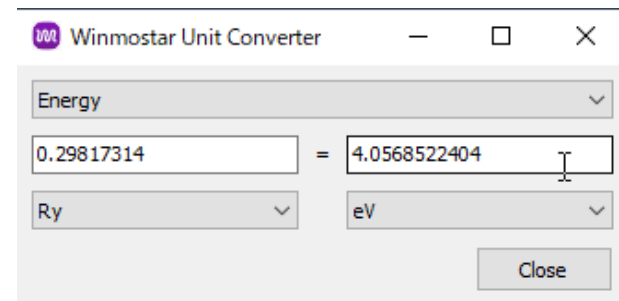 Winmostar Unit Converter
Energy
0.29817314 = 4.0568522404
Ry eV
Close